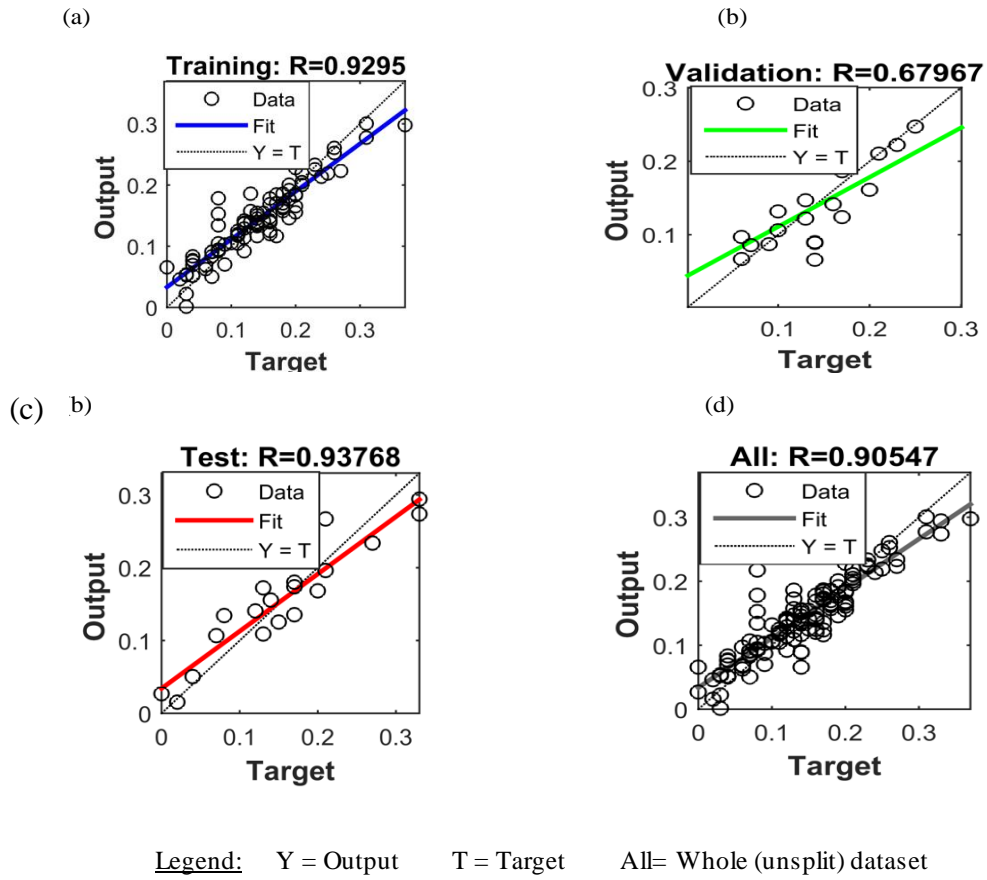 (a)
(b)
Training: R=0.9295
Data
Fit
Y = T
0.3
0.2
0.1
0
Output
0
0.1
0.2
0.3
Target
Validation: R=0.67967
Data
Fit
Y = T
0.3
0.2
0.1
Output
0.1
0.2
0.3
Target
(c) b)
(d)
Test: R=0.93768
Data
Fit
Y = T
0.3
0.2
0.1
0
Output
0
0.1
0.2
0.3
Target
All: R=0.90547
Data
Fit
Y = T
0.3
0.2
0.1
0
Output
0
0.1
0.2
0.3
Target
Legend: Y = Output T = Target All= Whole (unsplit) dataset